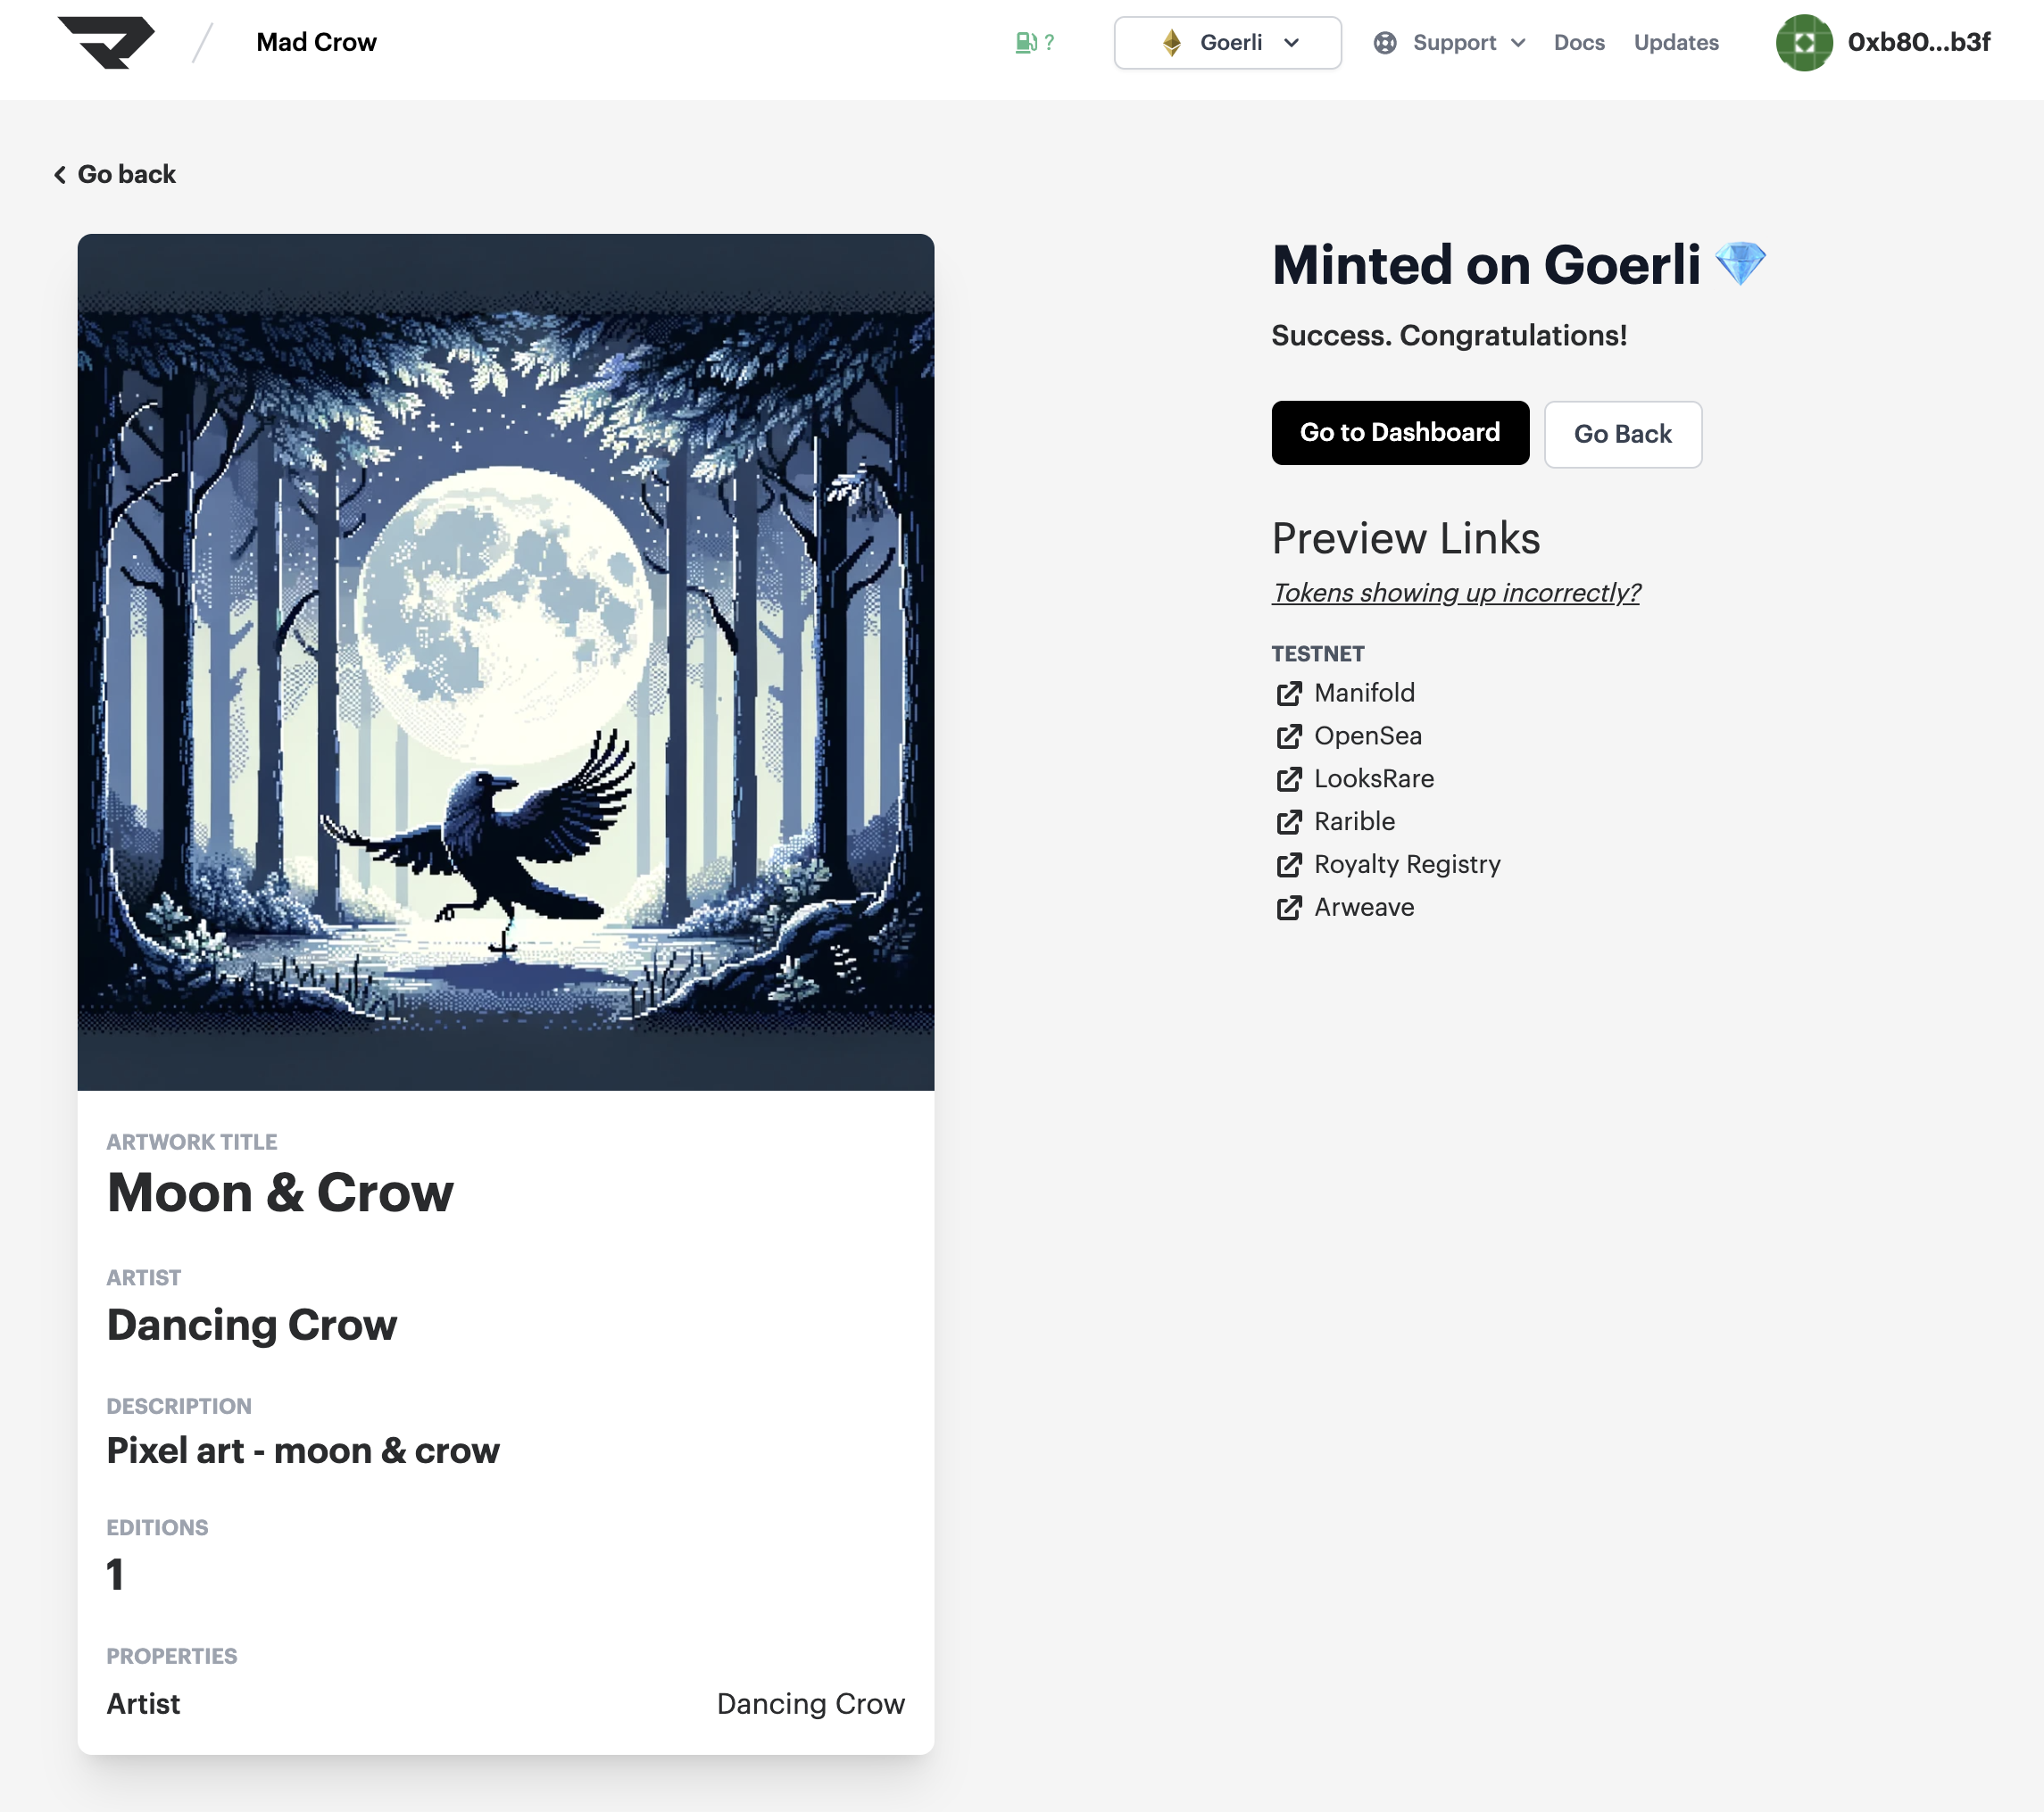 Mad Crow
?
Goerli
Support
Docs
Updates
0xb80...b3f
Go back
Minted on Goerli
Success. Congratulations!
Go to Dashboard
Go Back
Preview Links
Tokens showing up incorrectly?
TESTNET
Manifold
OpenSea
LooksRare
Rarible
Royalty Registry
Arweave
ARTWORK TITLE
Moon & Crow
ARTIST
Dancing Crow
DESCRIPTION
Pixel art - moon & crow
EDITIONS
1
PROPERTIES
Artist
Dancing Crow